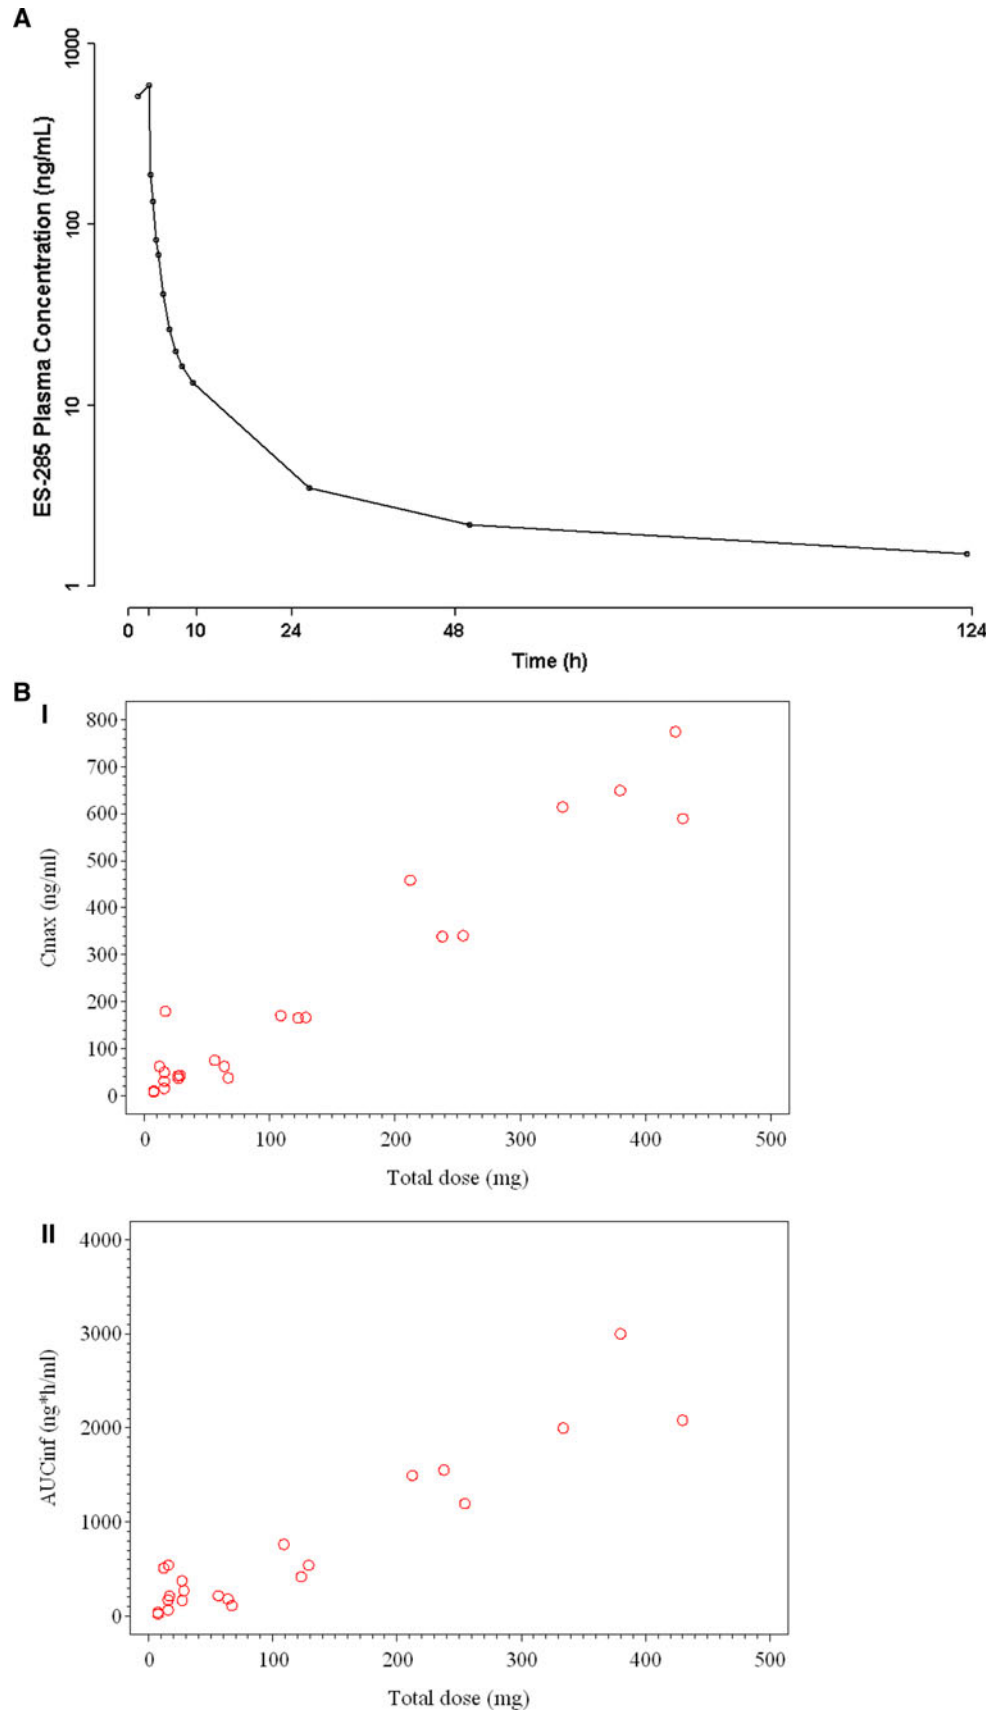 A
1000
100
10
1
ES-285 Plasma Concentration (ng/mL)
0 10 24 48 124
Time (h)
B
I
800
700
600
500
400
300
200
100
0
Cmax (ng/ml)
0 100 200 300 400 500
Total dose (mg)
II
4000
3000
2000
1000
0
AUCinf (ng*h/ml)
0 100 200 300 400 500
Total dose (mg)